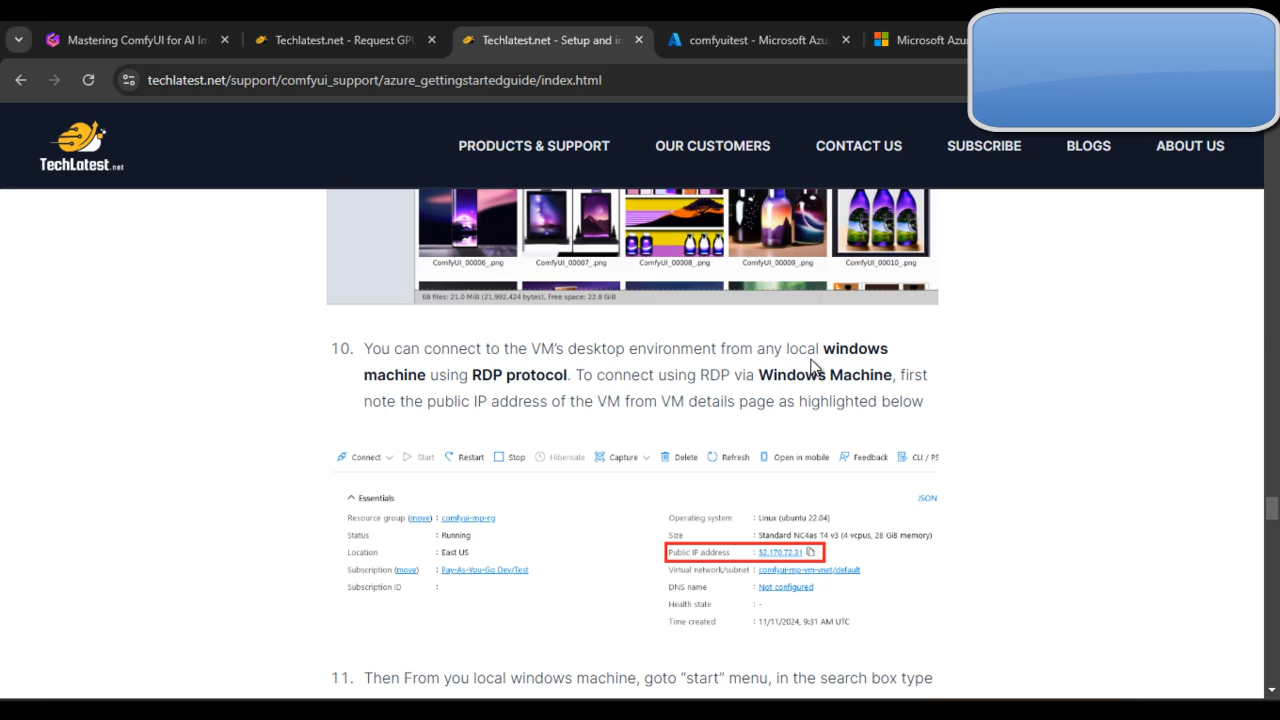 Mastering ComfyUI for AI Im
Techlatest.net - Request GPU
Techlatest.net - Setup and in
comfyuitest - Microsoft Azu
Microsoft Azu
techlatest.net/support/comfyui_support/azure_gettingstartedguide/index.html
TechLatest.net
PRODUCTS & SUPPORT
OUR CUSTOMERS
CONTACT US
SUBSCRIBE
BLOGS
ABOUT US
ComfyUI_00006_.png
ComfyUI_00007_.png
ComfyUI_00008_.png
ComfyUI_00009_.png
ComfyUI_00010_.png
68 files: 21.0 MiB (21,992,424 bytes), Free space: 22.8 GiB
10. You can connect to the VM's desktop environment from any local windows
machine using RDP protocol. To connect using RDP via Windows Machine, first
note the public IP address of the VM from VM details page as highlighted below
Connect Start Restart Stop Hibernate Capture Delete Refresh Open in mobile Feedback CLI / PS
Essentials
JSON
Resource group (move) : comfyui-mp-rg
Status : Running
Location : East US
Subscription (move) : Pay-As-You-Go Dev/Test
Subscription ID :
Operating system : Linux (ubuntu 22.04)
Size : Standard NC4as T4 v3 (4 vcpus, 28 GiB memory)
Public IP address : 52.170.72.31
Virtual network/subnet : comfyui-mp-vm-vnet/default
DNS name : Not configured
Health state : -
Time created : 11/11/2024, 9:31 AM UTC
11. Then From you local windows machine, goto “start” menu, in the search box type